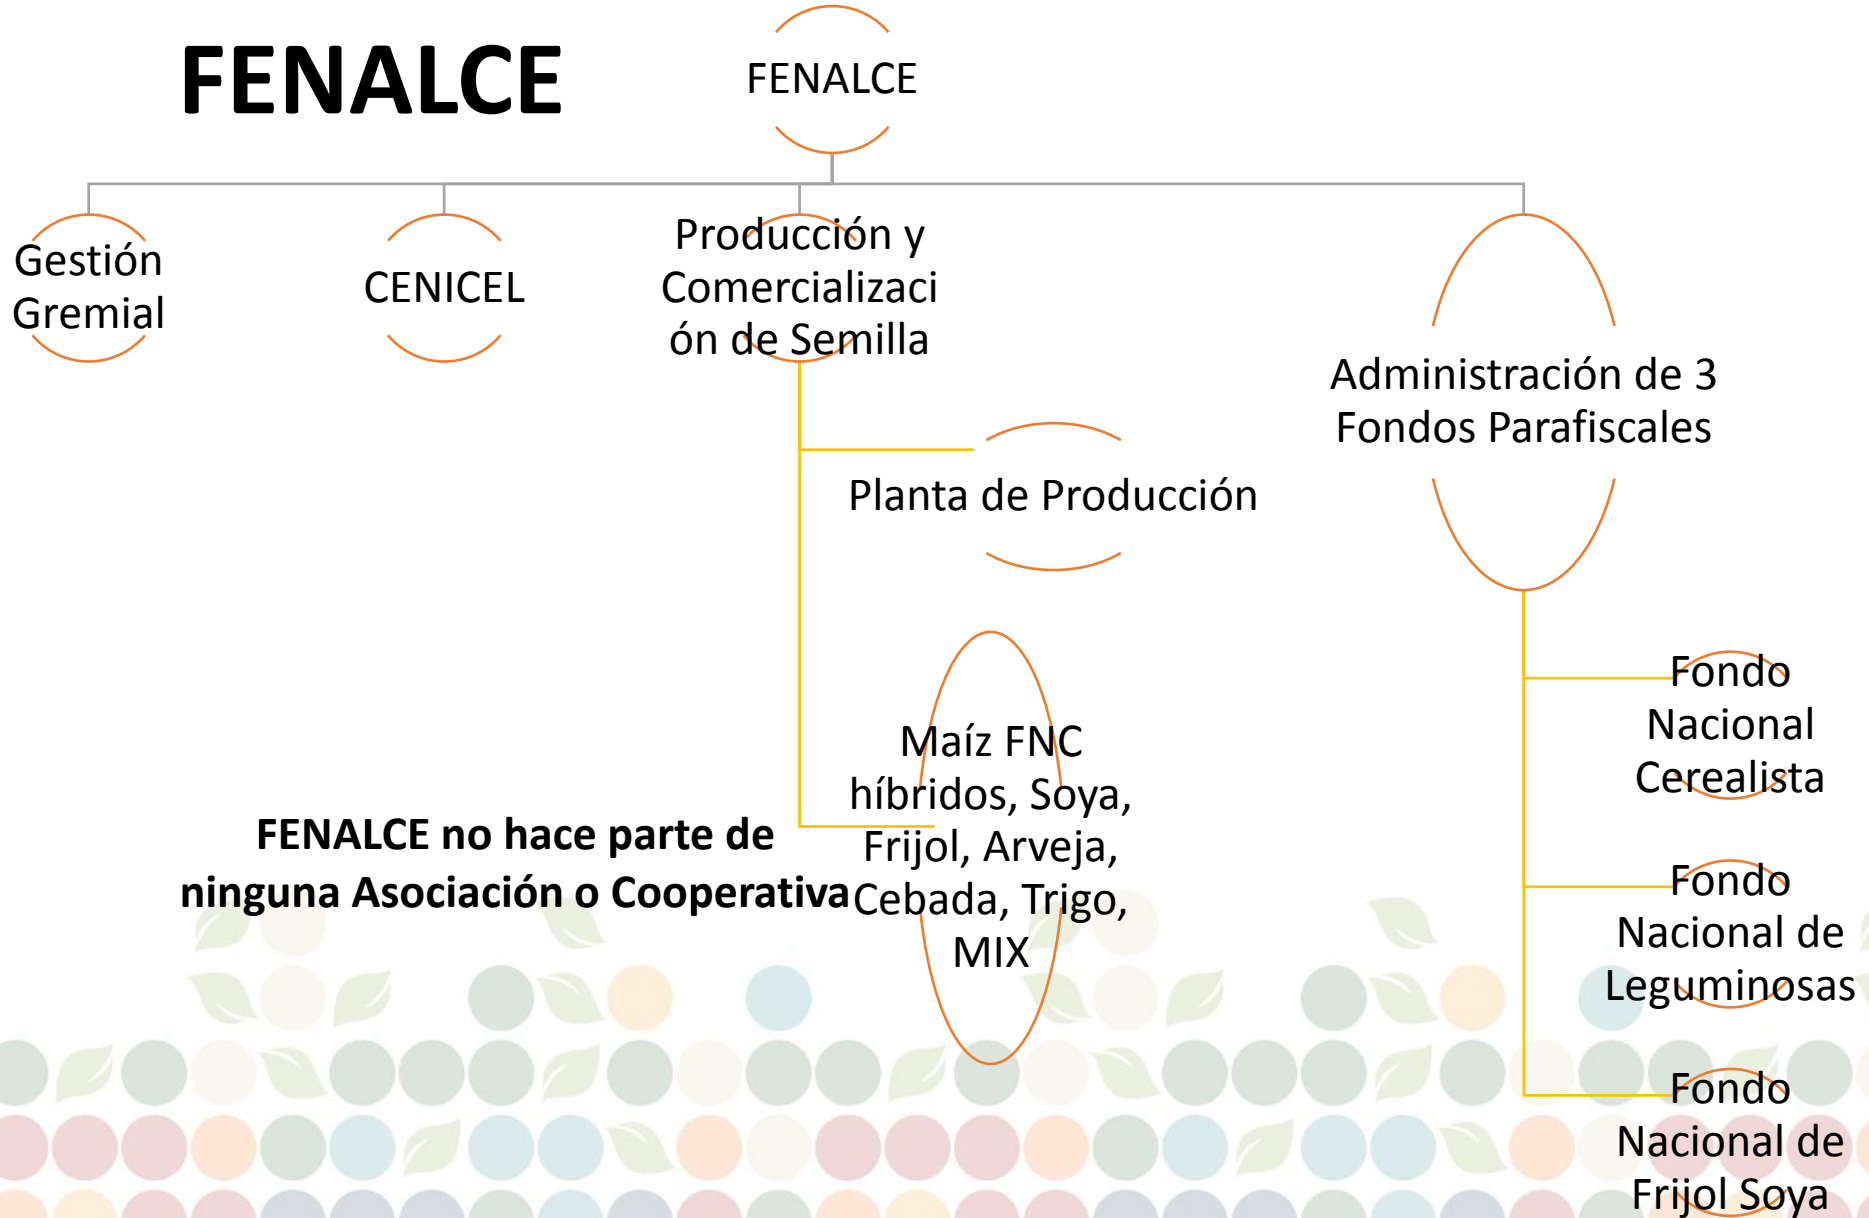 FENALCE
FENALCE
Gestión
Gremial
CENICEL
Producción y
Comercializaci
ón de Semilla
Administración de 3
Fondos Parafiscales
Planta de Producción
Maíz FNC
híbridos, Soya,
Frijol, Arveja,
Cebada, Trigo,
MIX
FENALCE no hace parte de
ninguna Asociación o Cooperativa
Fondo
Nacional
Cerealista
Fondo
Nacional de
Leguminosas
Fondo
Nacional de
Frijol Soya